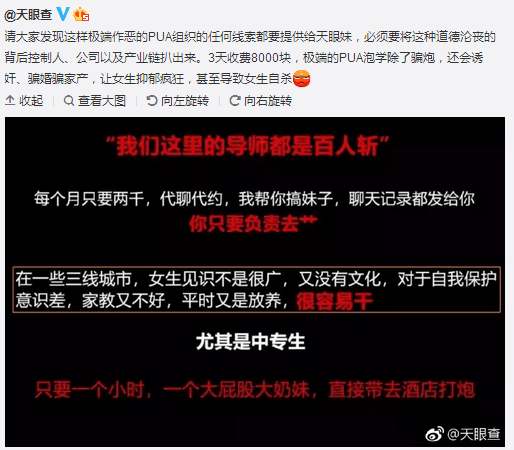 @天眼查
请大家发现这样极端作恶的PUA组织的任何线索都要提供给天眼妹，必须要将这种道德沦丧的
背后控制人、公司以及产业链扒出来。3天收费8000块，极端的PUA泡学除了骗炮，还会诱
奸、骗婚骗家产，让女生抑郁疯狂，甚至导致女生自杀
收起 查看大图 向左旋转 向右旋转
“我们这里的导师都是百人斩”
每个月只要两千，代聊代约，我帮你搞妹子，聊天记录都发给你
你只要负责去艹
在一些三线城市，女生见识不是很广，又没有文化，对于自我保护
意识差，家教又不好，平时又是放养，很容易干
尤其是中专生
只要一个小时，一个大屁股大奶妹，直接带去酒店打炮
@天眼查